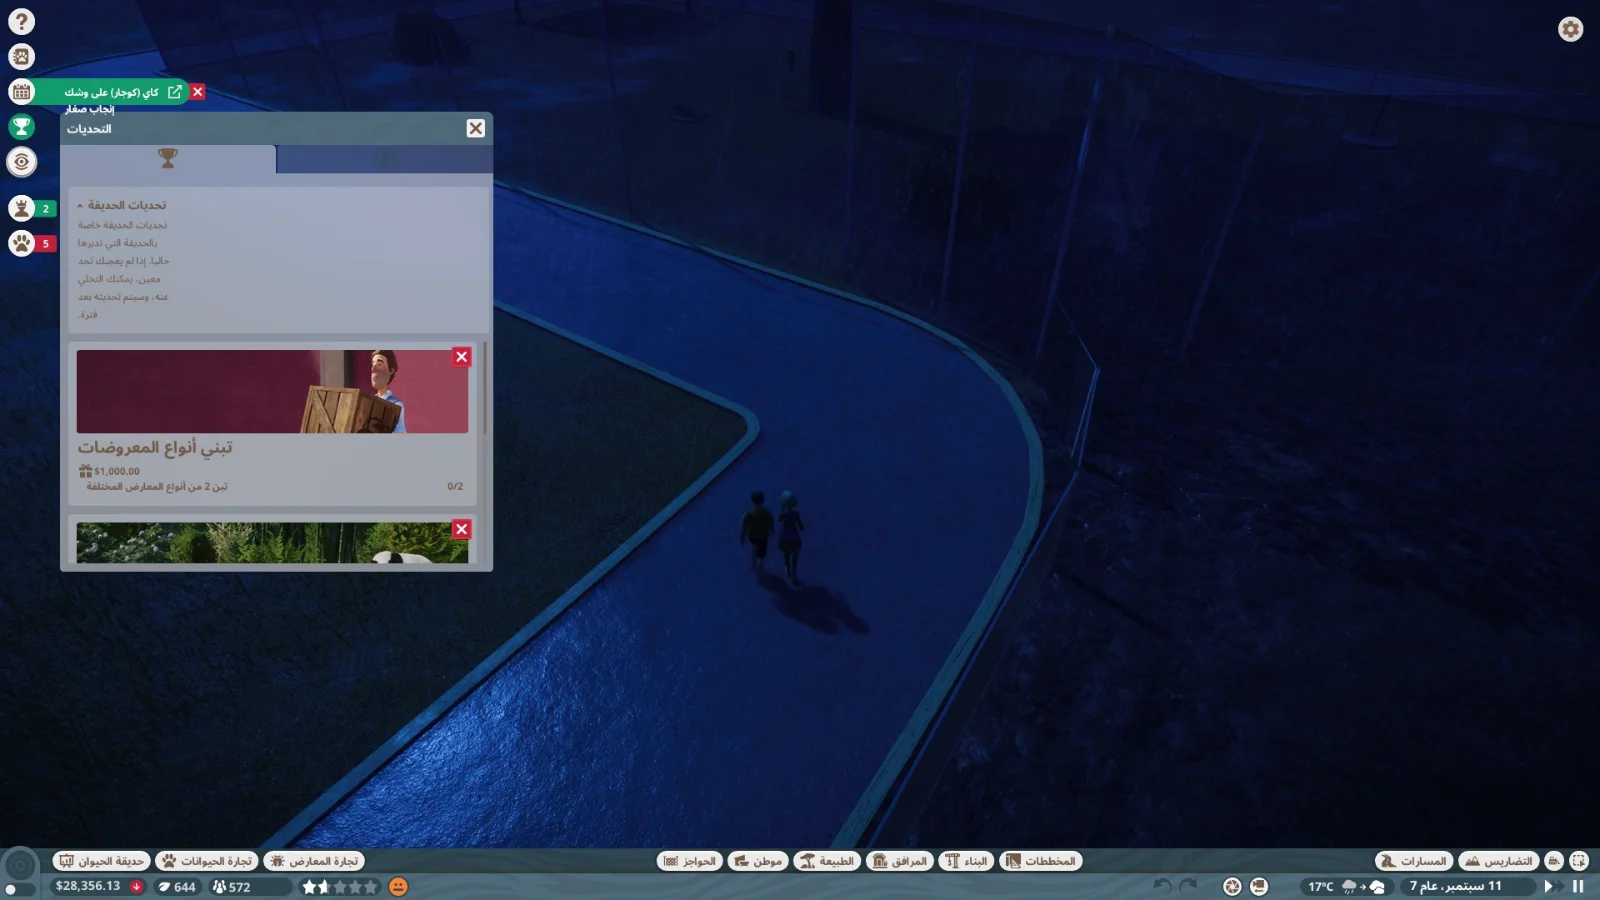 كاي (كوجار) على وشك
إنجاب صغار
التحديات
2
5
تحديات الحديقة
تحديات الحديقة خاصة
بالحديقة التي تديرها
حاليا. إذا لم يعجبك تحد
معين، يمكنك التخلي
عنه، وسيتم تحديثه بعد
فترة.
تبني أنواع المعروضات
$1,000.00
تبن 2 من أنواع المعارض المختلفة
0/2
حديقة الحيوان
تجارة الحيوانات
تجارة المعارض
الحواجز
موطن
الطبيعة
المرافق
البناء
المخططات
المسارات
التضاريس
$28,356.13
644
572
17°C
11 سبتمبر، عام 7